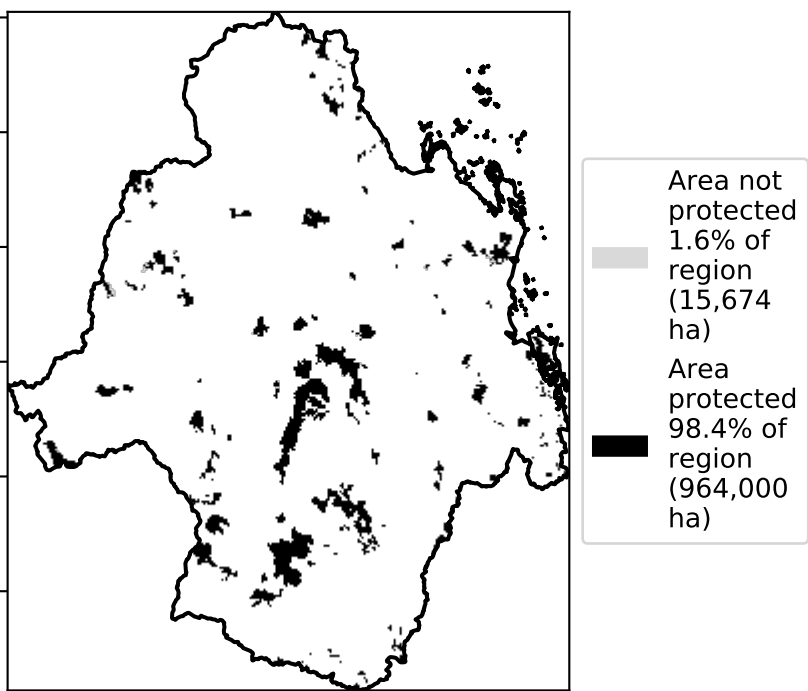 Area not
protected
1.6% of
region
(15,674
ha)
Area
protected
98.4% of
region
(964,000
ha)